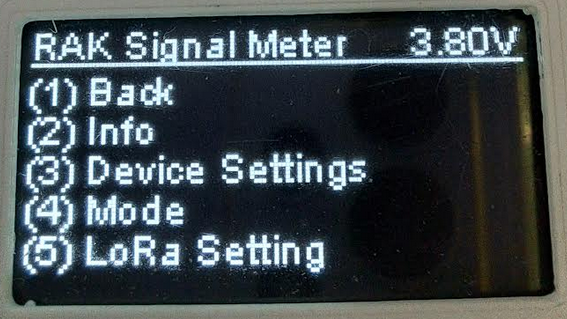 RAK Signal Meter 3.80V
(1) Back
(2) Info
(3) Device Settings
(4) Mode
(5) LoRa Setting